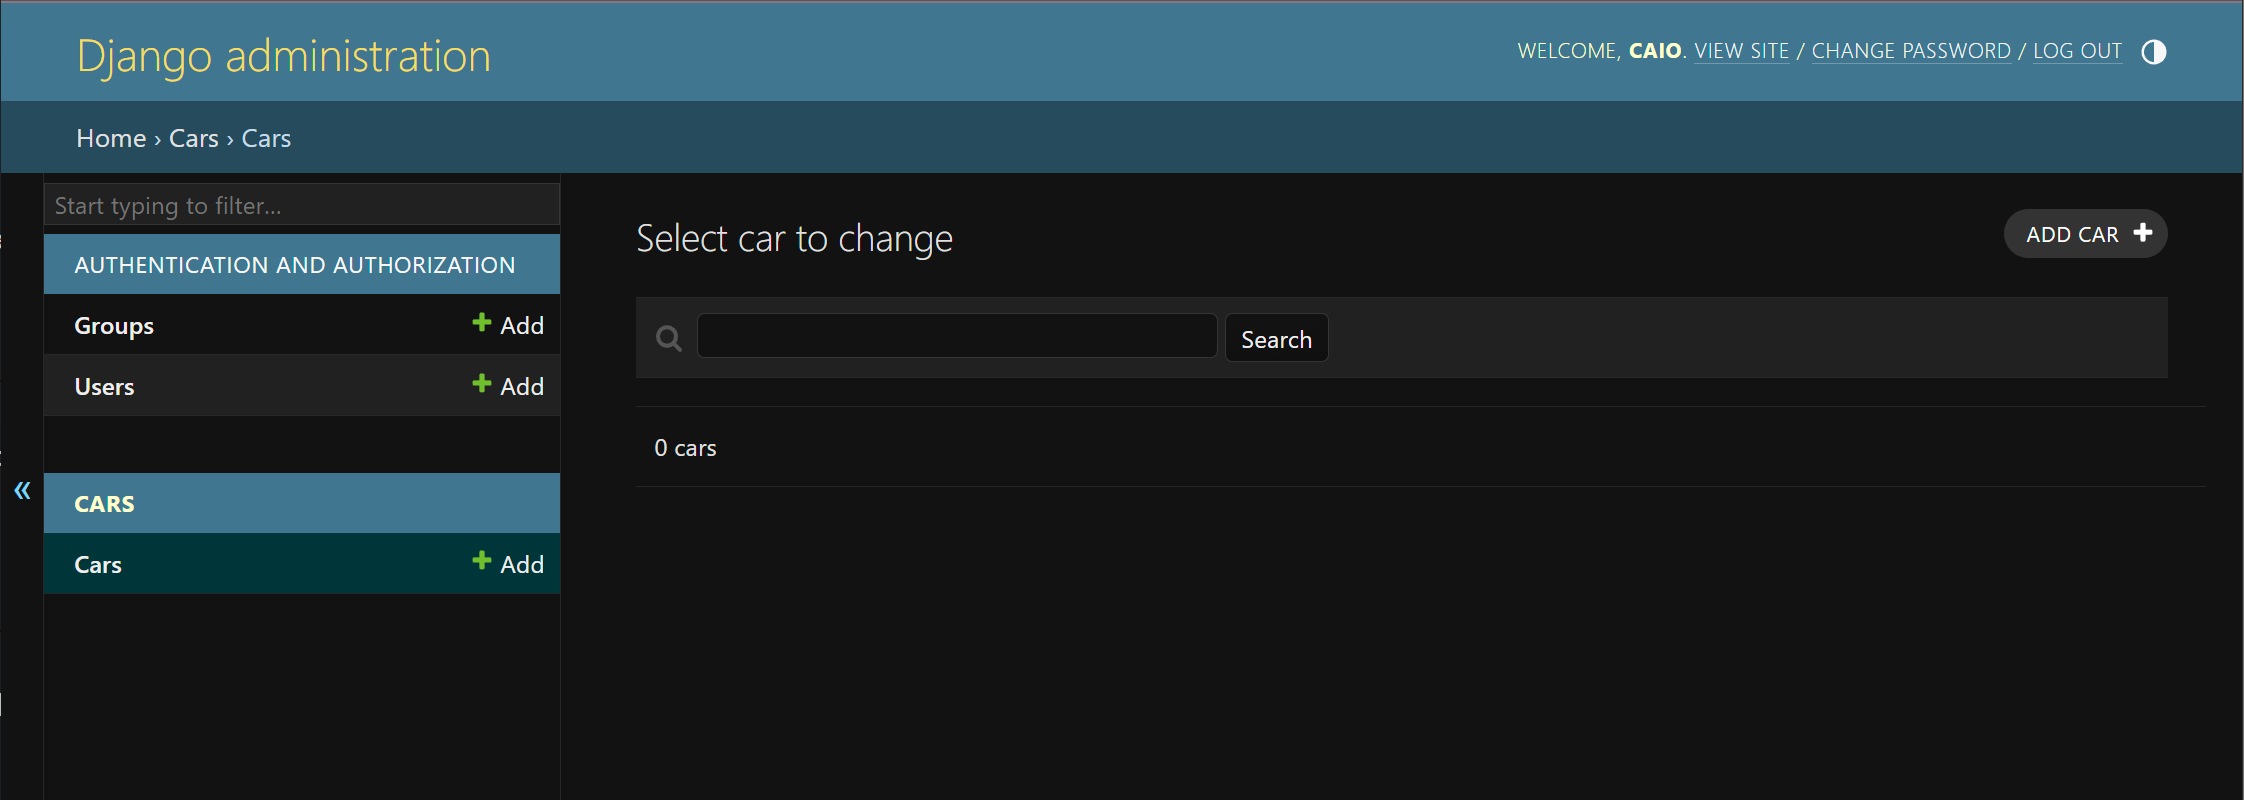 Django administration
WELCOME, CAIO. VIEW SITE / CHANGE PASSWORD / LOG OUT
Home › Cars › Cars
Start typing to filter...
AUTHENTICATION AND AUTHORIZATION
Groups Add
Users Add
«
CARS
Cars Add
Select car to change
ADD CAR
Search
0 cars